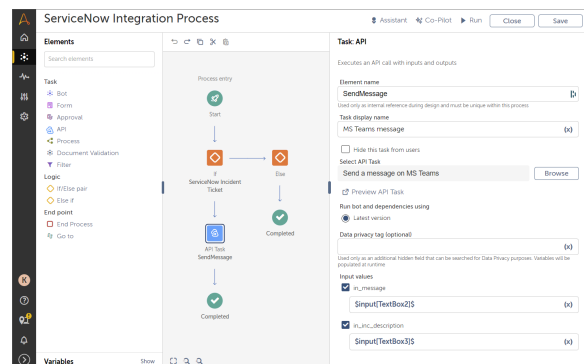 ServiceNow Integration Process
Assistant
Co-Pilot
Run
Close
Save
Elements
Search elements
Task
Bot
Form
Approval
API
Process
Document Validation
Filter
Logic
If/Else pair
Else if
End point
End Process
Go to
Variables
Show
K
Process entry
Start
If
ServiceNow Incident
Ticket
Else
Completed
API Task
SendMessage
Completed
Task: API
Executes an API call with inputs and outputs
Element name
SendMessage
Used only as internal reference during design and must be unique within this process
Task display name
MS Teams message
(x)
Hide this task from users
Select API Task
Send a message on MS Teams
Browse
Preview API Task
Run bot and dependencies using
Latest version
Data privacy tag (optional)
(x)
Used only as an additional hidden field that can be searched for Data Privacy purposes. Variables will be
populated at runtime
Input values
in_message
$input[TextBox2]$
(x)
in_inc_description
$input[TextBox3]$
(x)